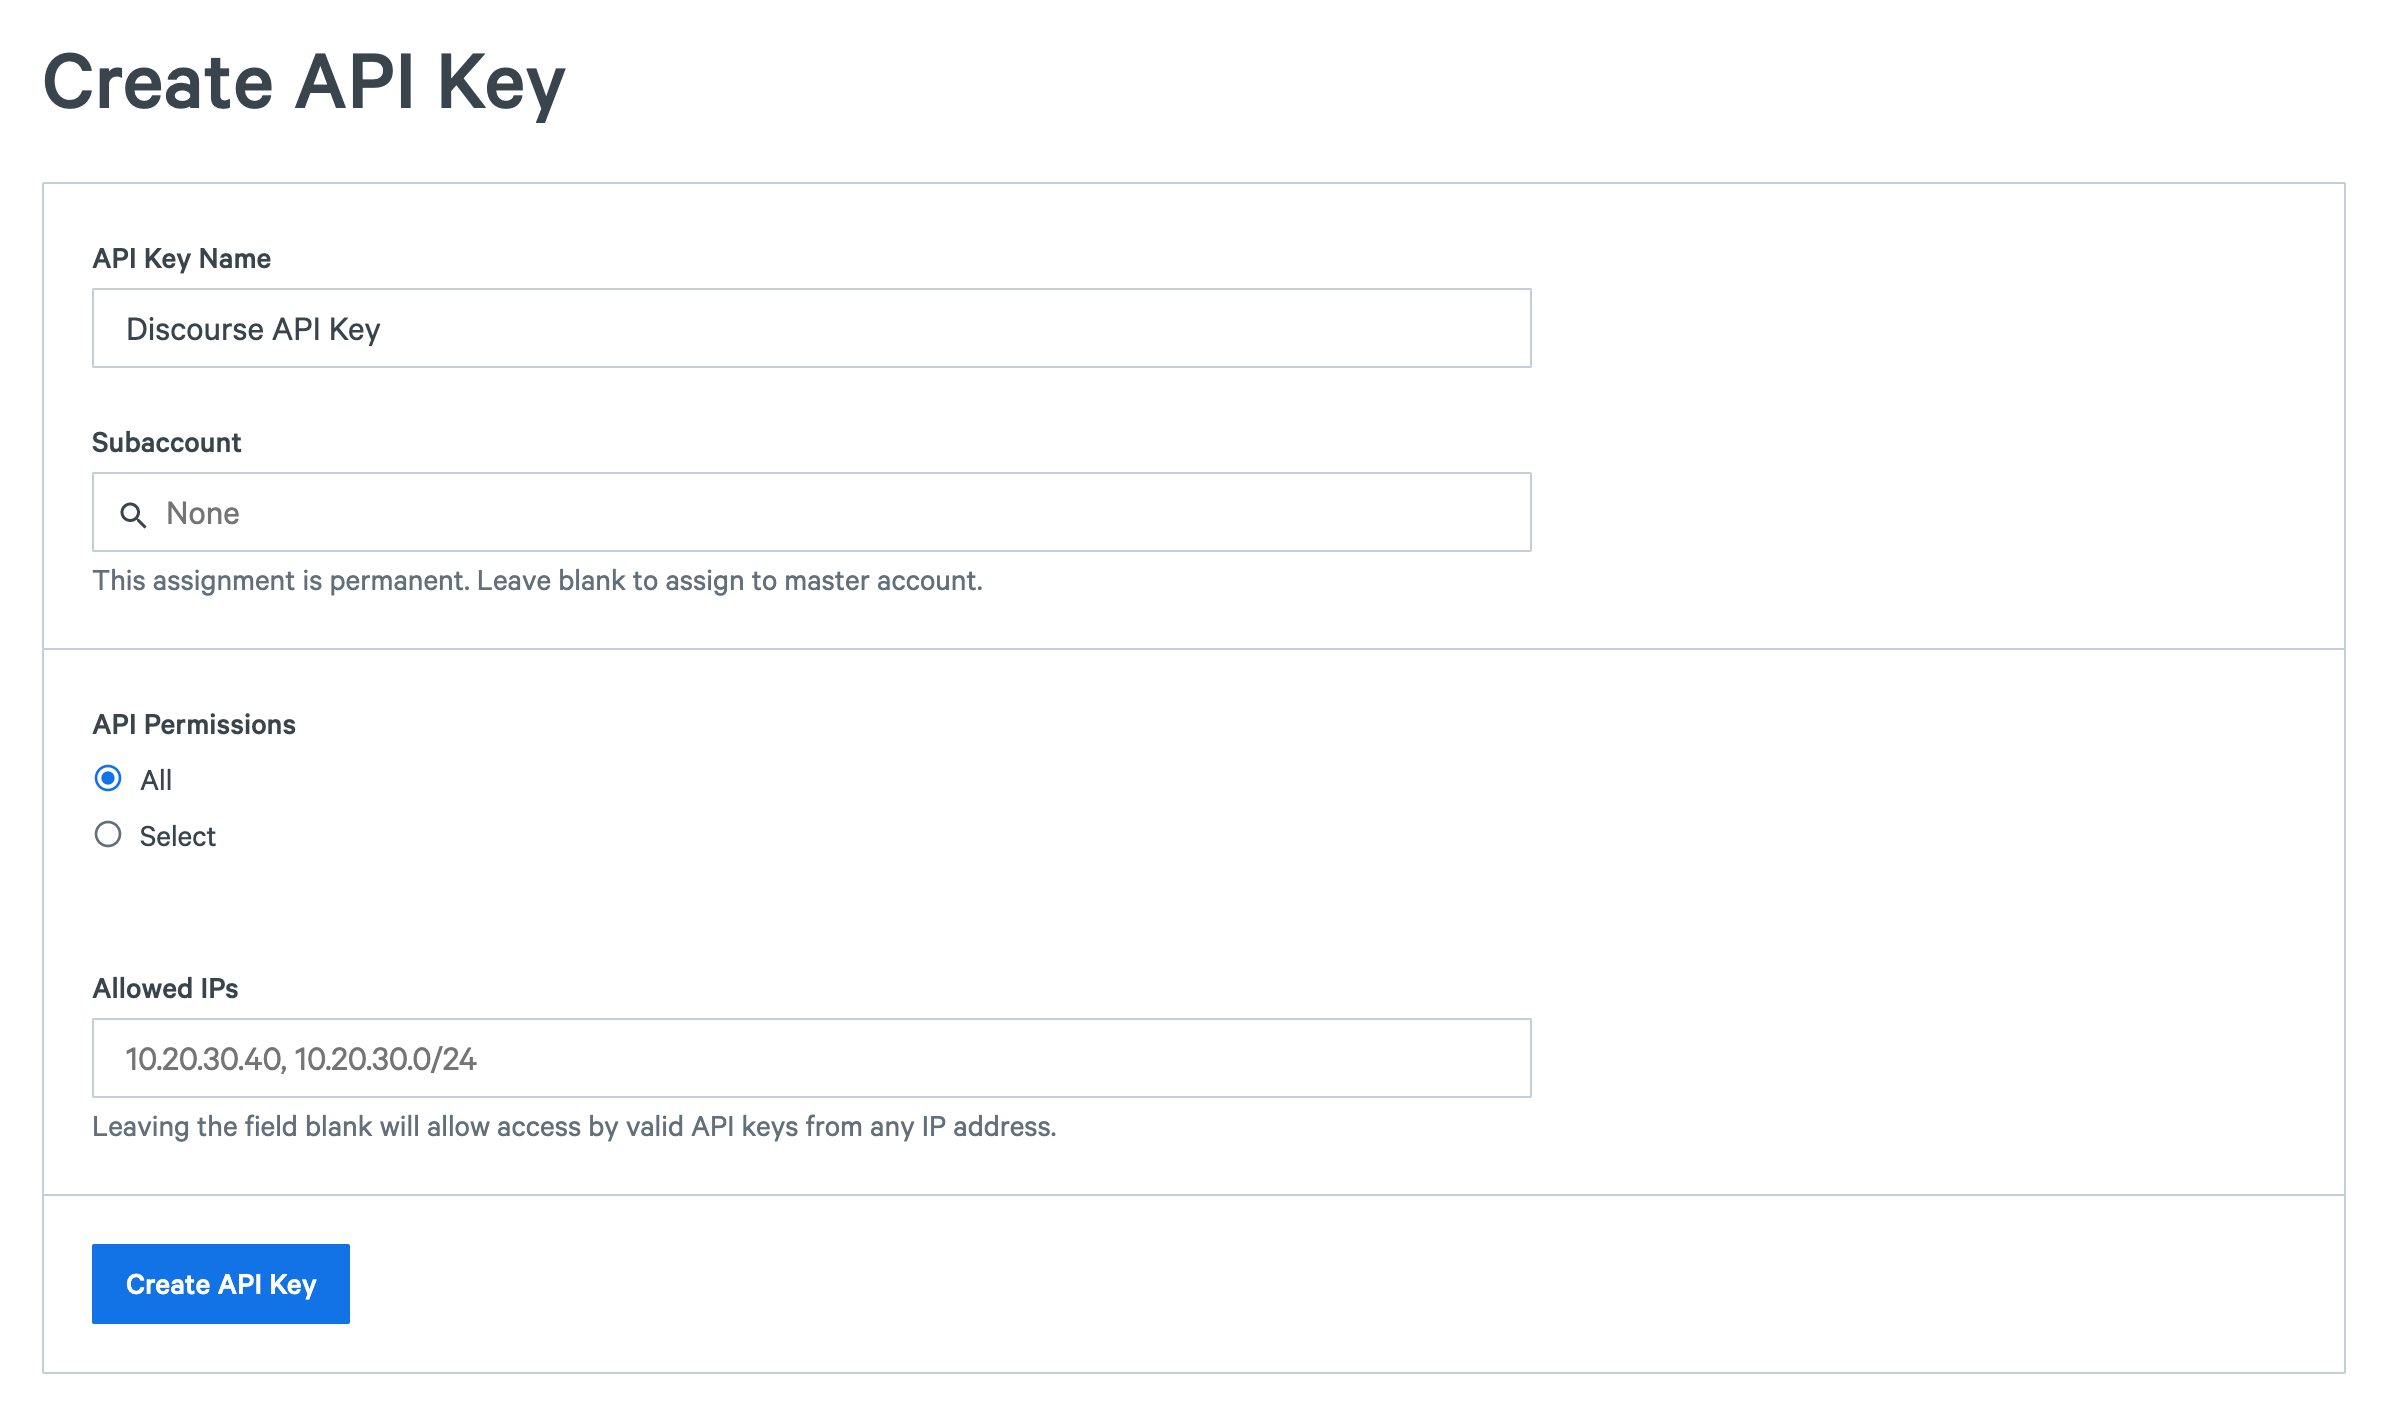 Create API Key
API Key Name
Discourse API Key
Subaccount
None
This assignment is permanent. Leave blank to assign to master account.
API Permissions
All
Select
Allowed IPs
10.20.30.40, 10.20.30.0/24
Leaving the field blank will allow access by valid API keys from any IP address.
Create API Key